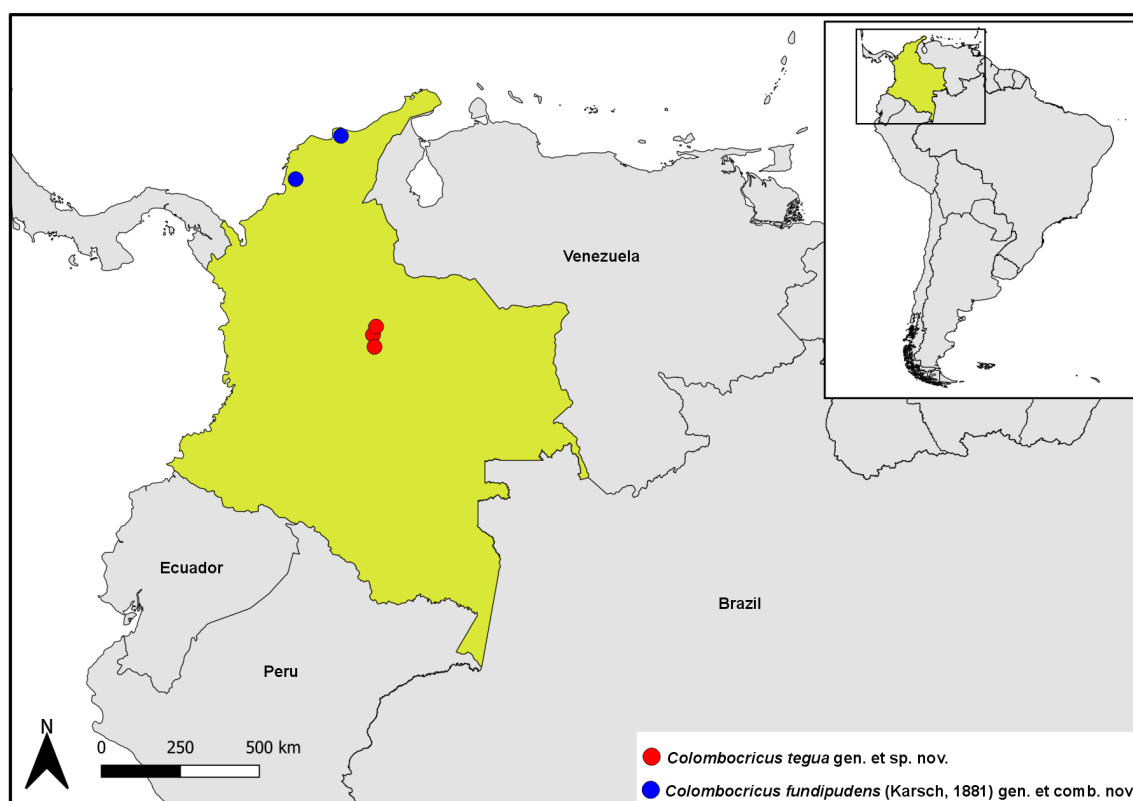 Venezuela
Ecuador
Brazil
Peru
N
0 250 500 km
Colombocricus tegua gen. et sp. nov.
Colombocricus fundipudens (Karsch, 1881) gen. et comb. nov